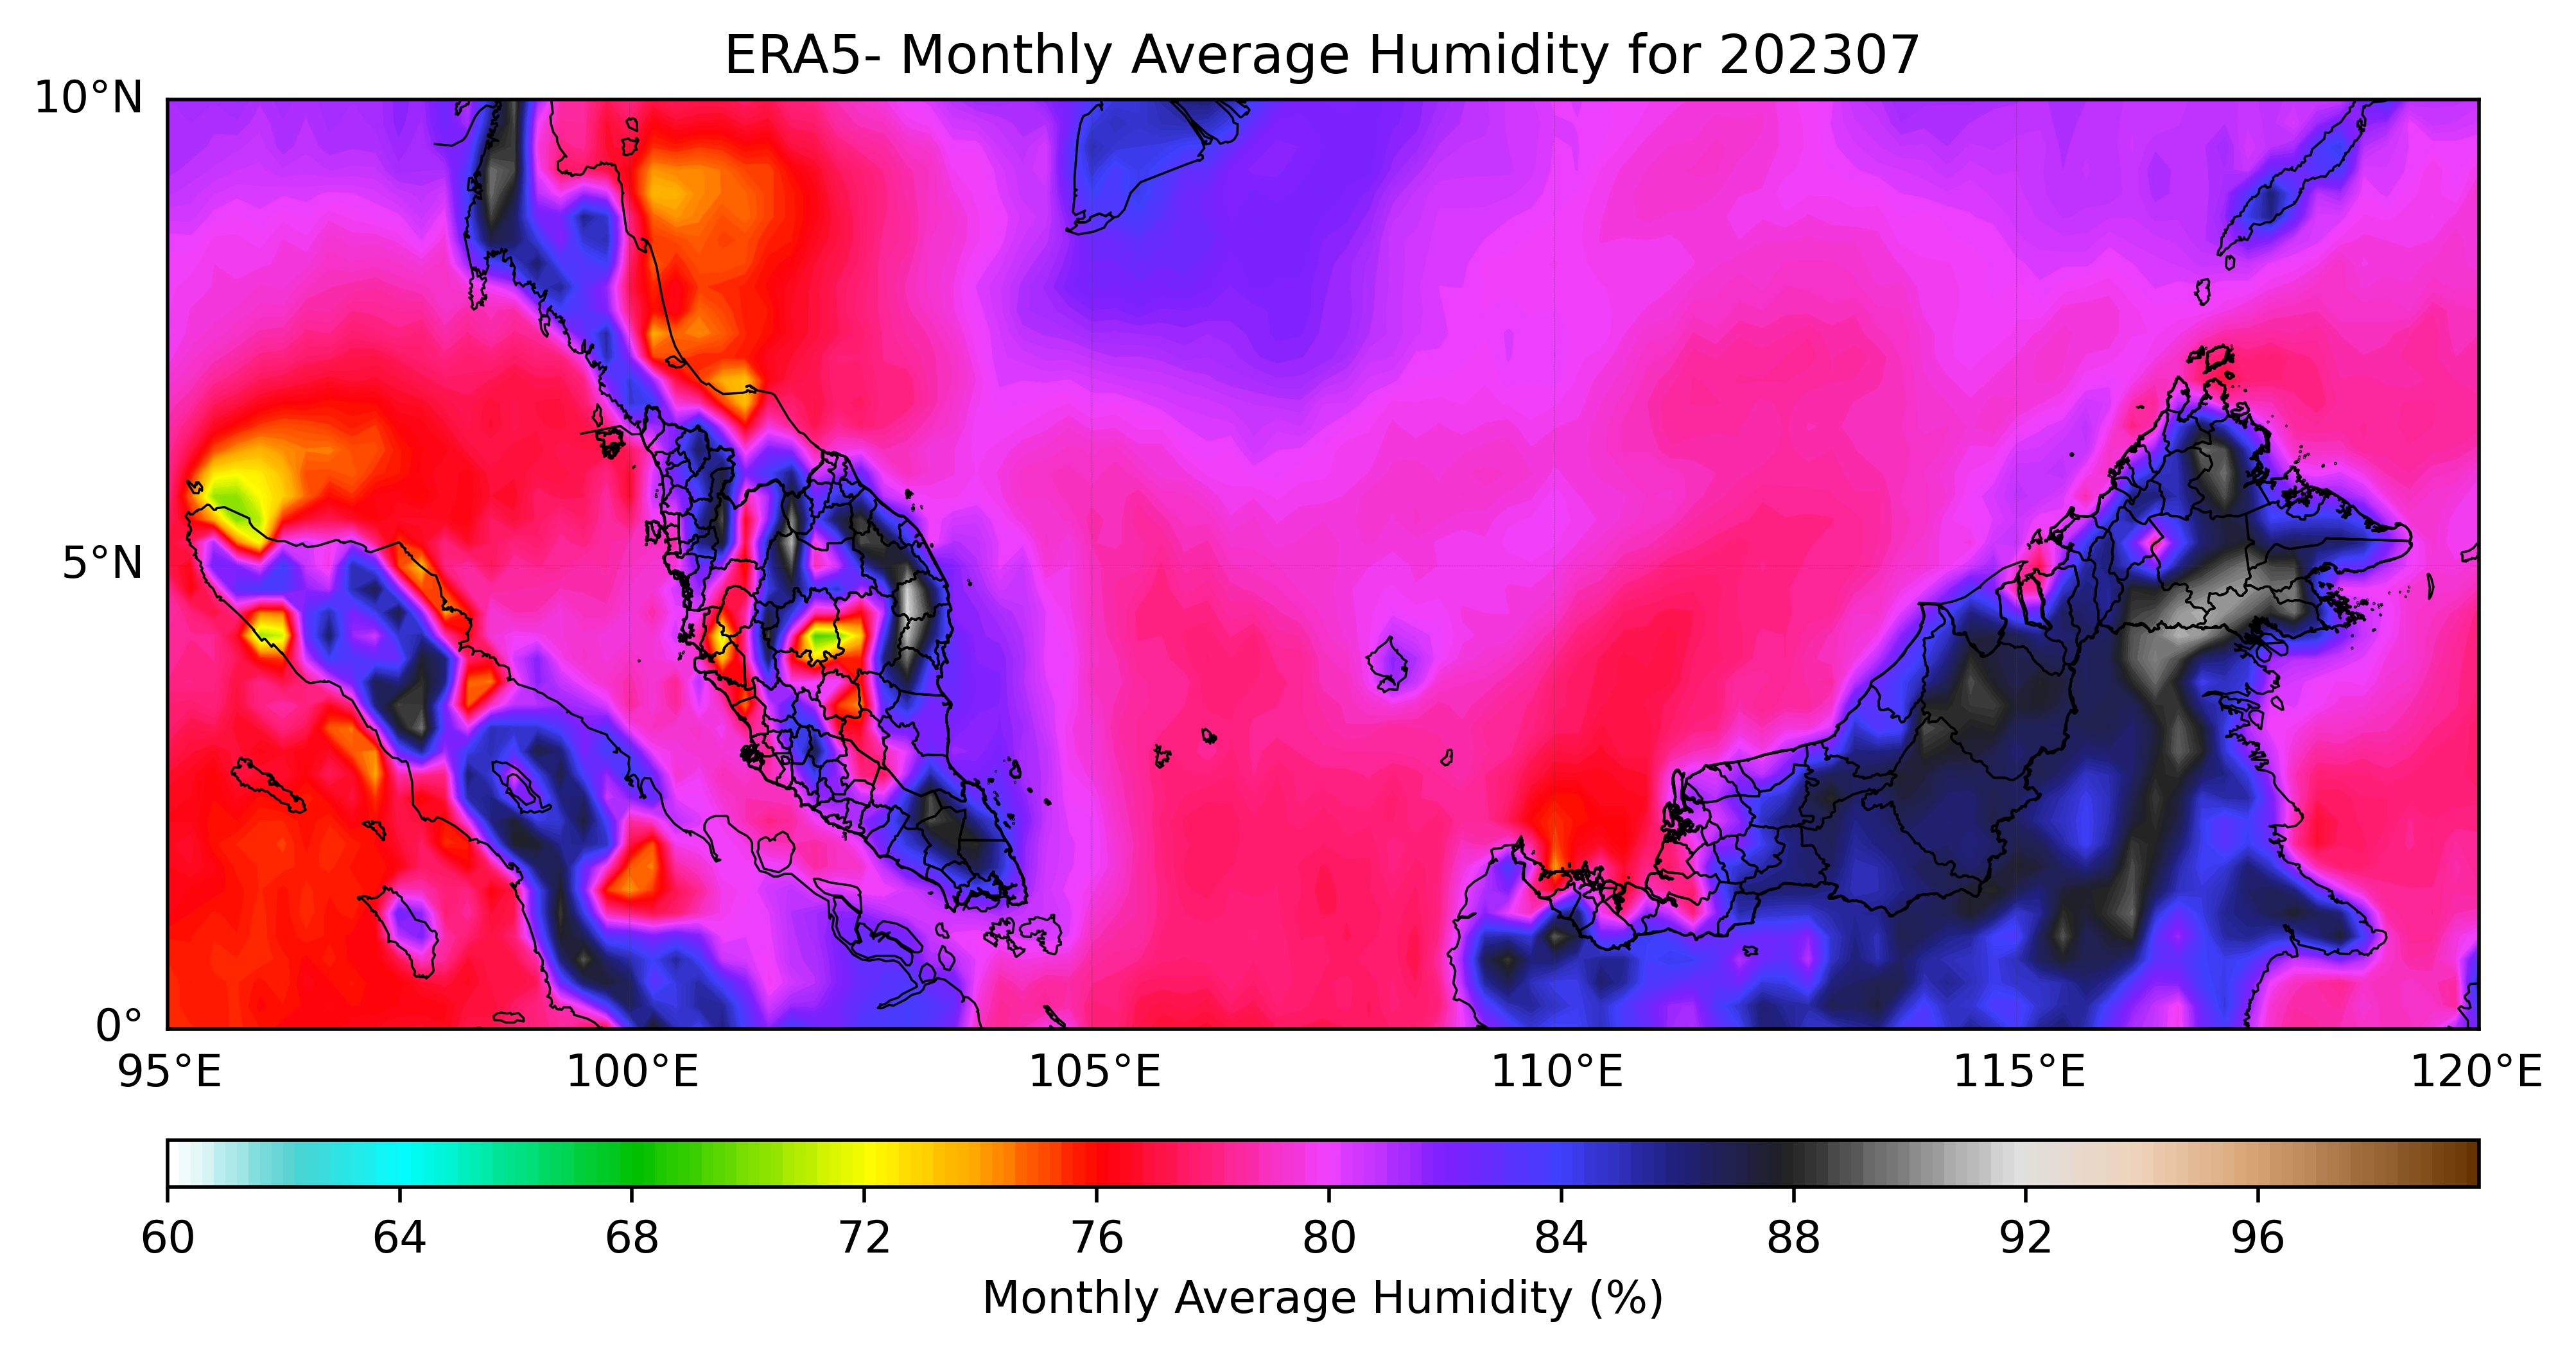 ERA5- Monthly Average Humidity for 202307
10°N
5°N
0°
95°E 100°E 105°E 110°E 115°E 120°E
60 64 68 72 76 80 84 88 92 96
Monthly Average Humidity (%)